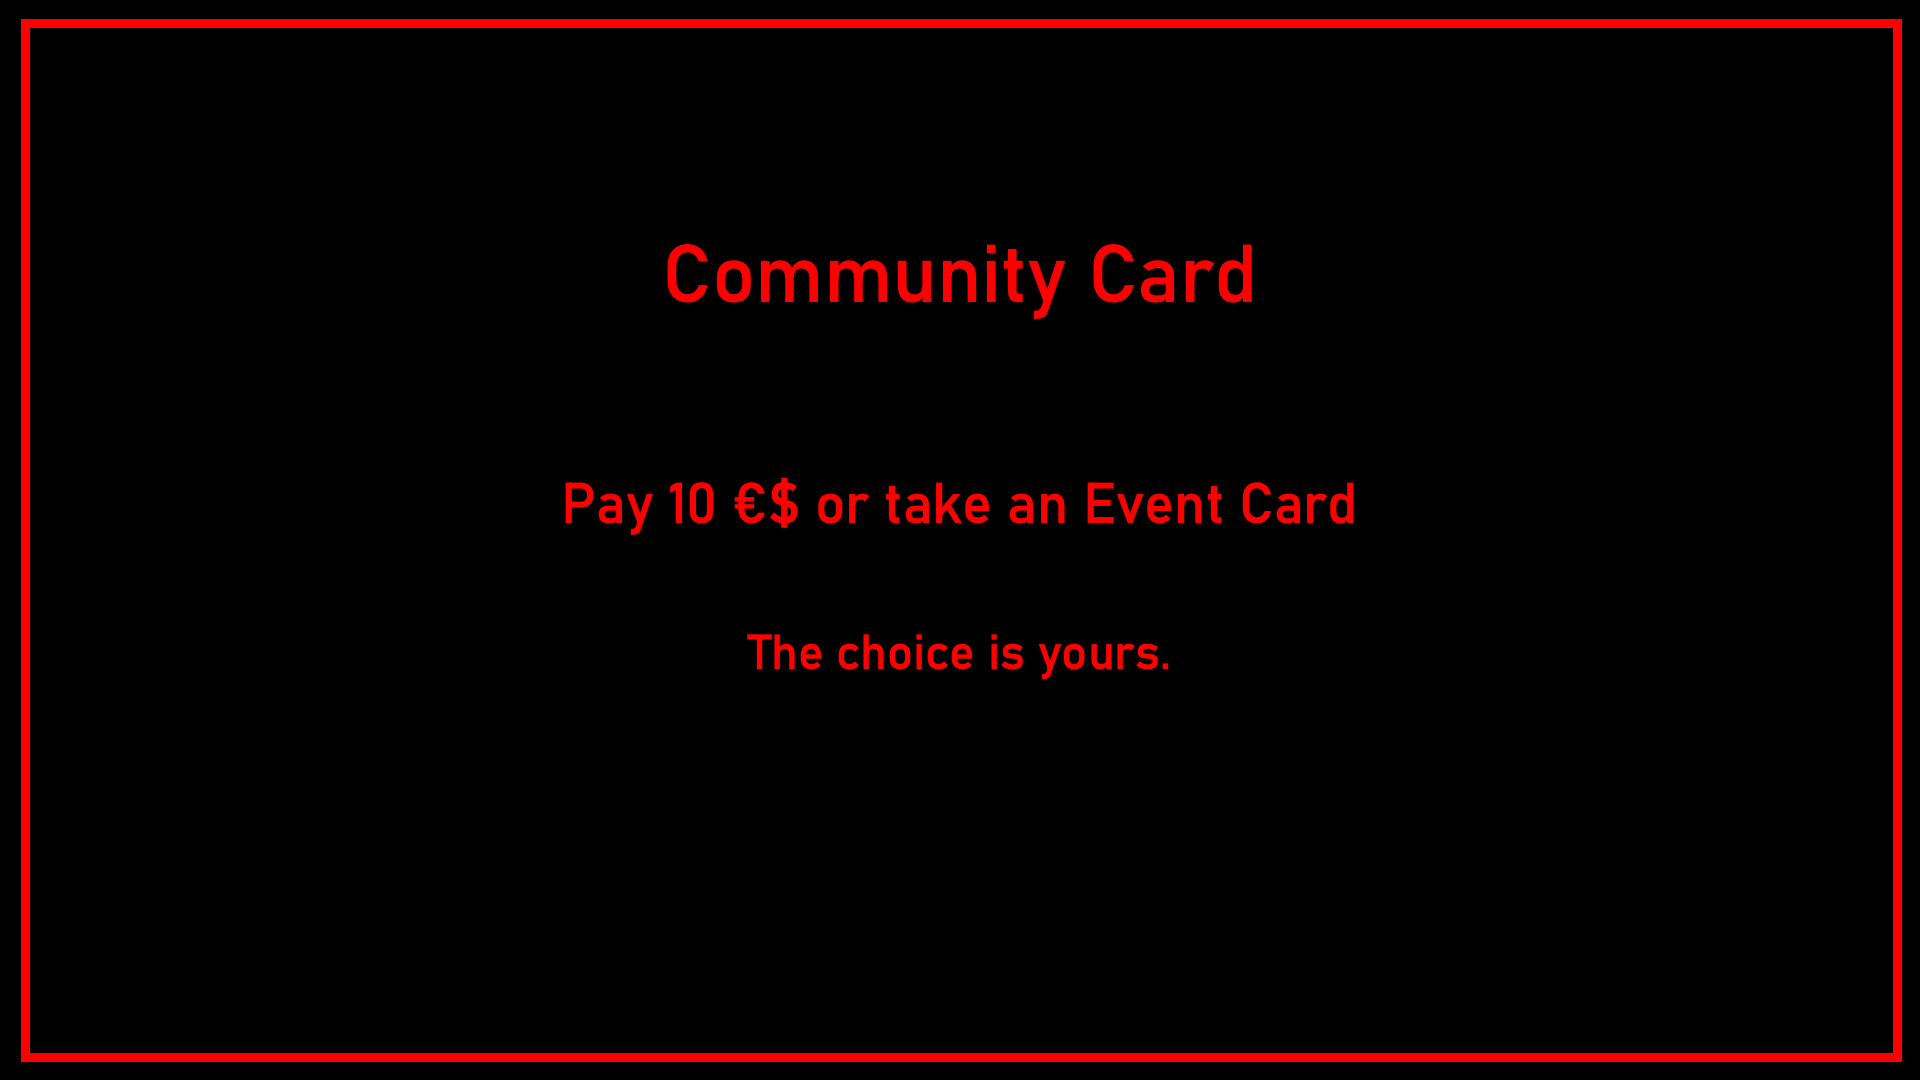 Community Card
Pay 10 €$ or take an Event Card
The choice is yours.